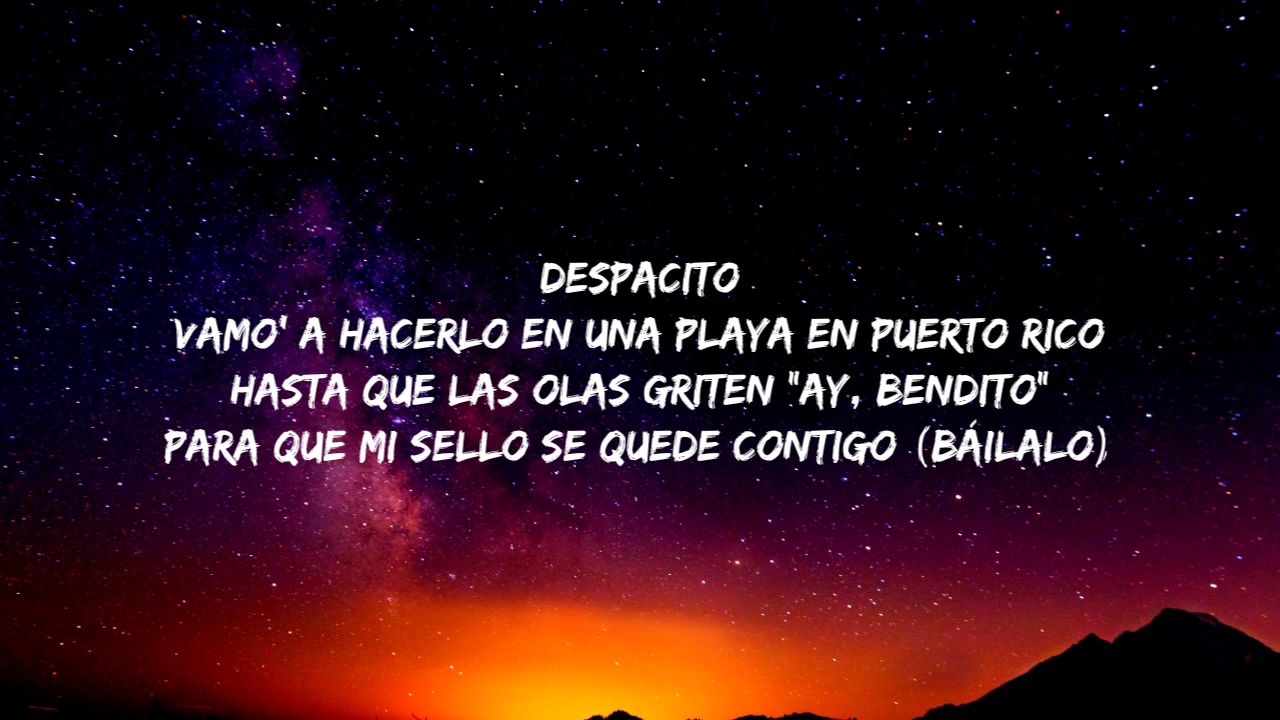 DESPACITO
VAMO' A HACERLO EN UNA PLAYA EN PUERTO RICO
HASTA QUE LAS OLAS GRITEN "AY, BENDITO"
PARA QUE MI SELLO SE QUEDE CONTIGO (BÁILALO)